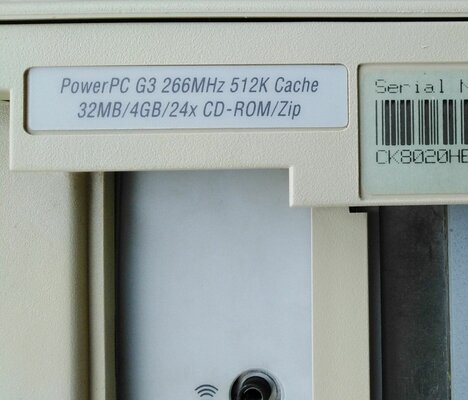 PowerPC G3 266MHz 512K Cache
32MB/4GB/24x CD-ROM/Zip
Serial
CK8020HE